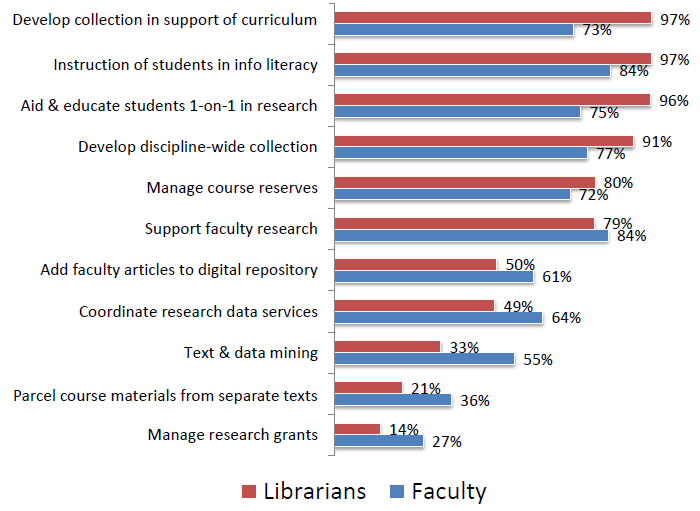 Develop collection in support of curriculum 97%
73%
Instruction of students in info literacy 97%
84%
Aid & educate students 1-on-1 in research 96%
75%
Develop discipline-wide collection 91%
77%
Manage course reserves 80%
72%
Support faculty research 79%
84%
Add faculty articles to digital repository 50%
61%
Coordinate research data services 49%
64%
Text & data mining 33%
55%
Parcel course materials from separate texts 21%
36%
Manage research grants 14%
27%
Librarians Faculty